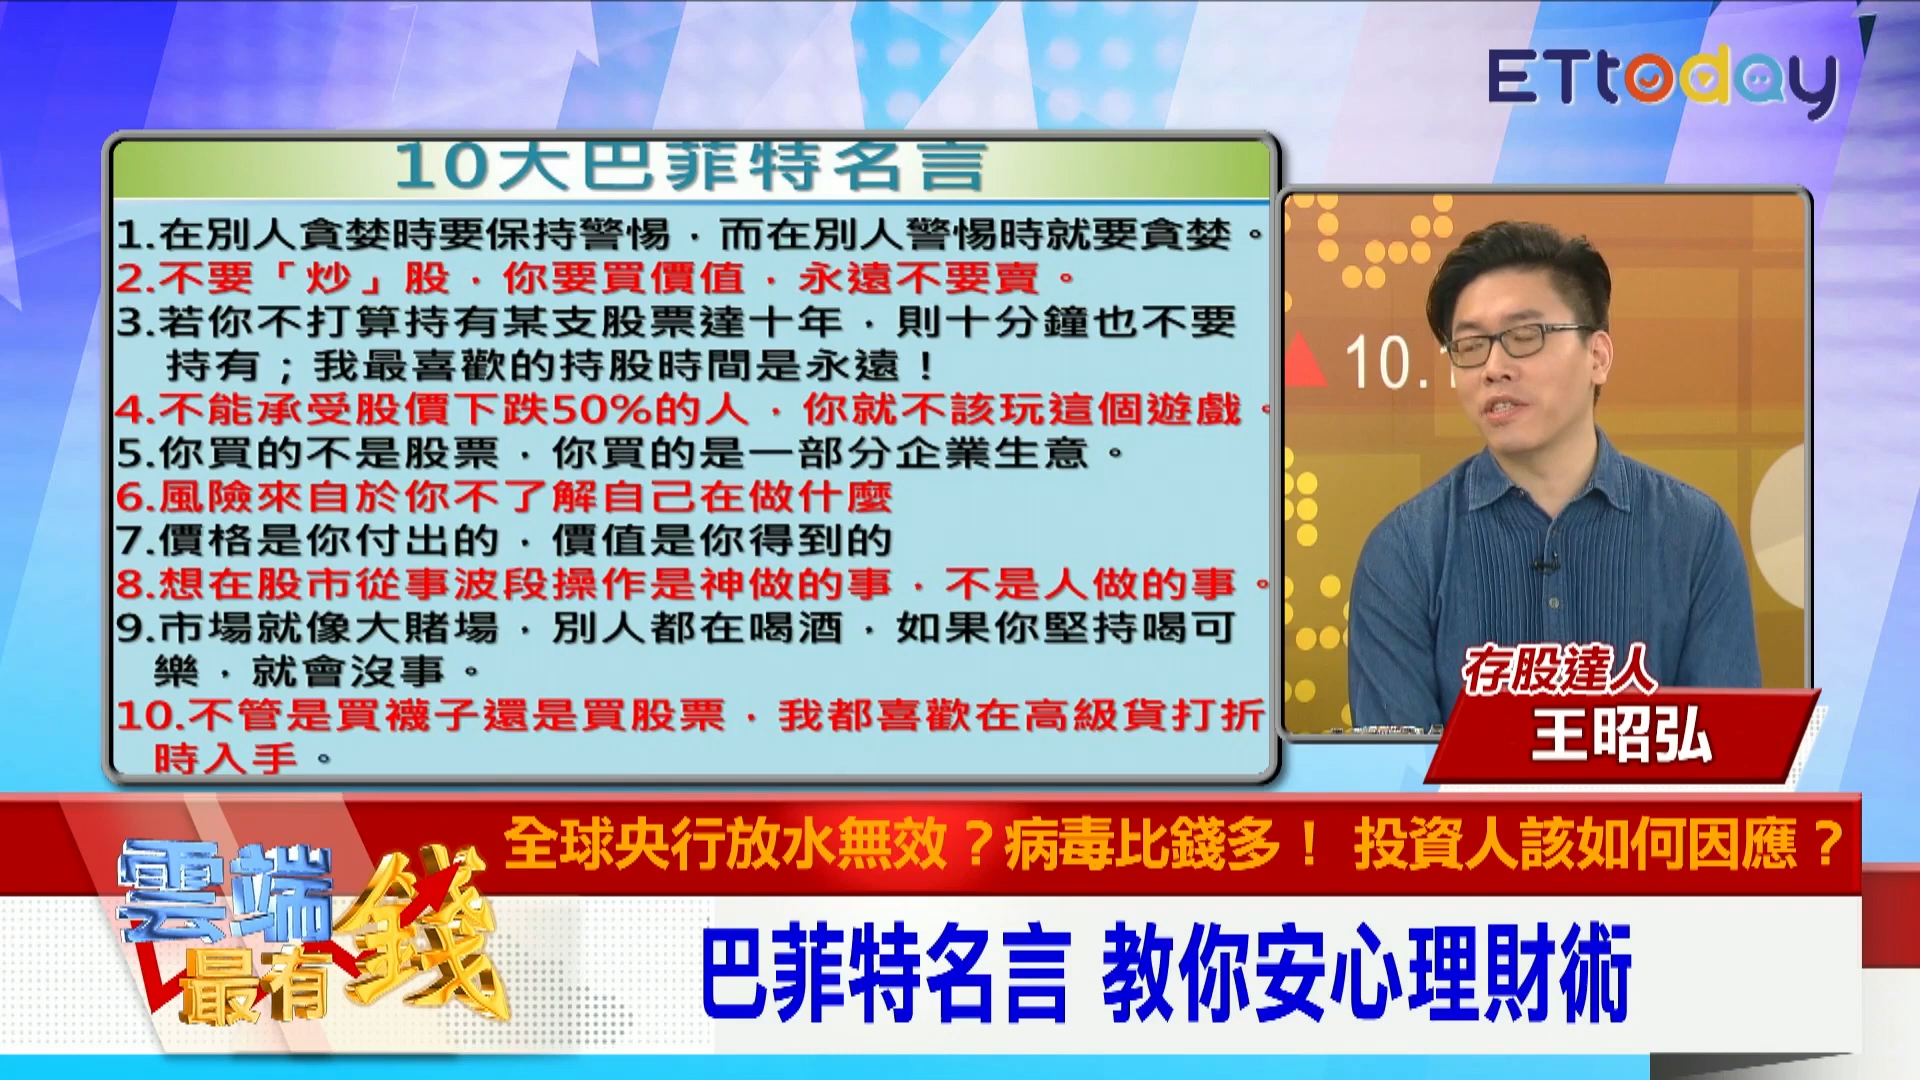 ETtoday
10大巴菲特名言
1.在別人貪婪時要保持警惕，而在別人警惕時就要貪婪。
2.不要「炒」股，你要買價值，永遠不要賣。
3.若你不打算持有某支股票達十年，則十分鐘也不要
持有；我最喜歡的持股時間是永遠！
4.不能承受股價下跌50%的人，你就不該玩這個遊戲。
5.你買的不是股票，你買的是一部分企業生意。
6.風險來自於你不了解自己在做什麼
7.價格是你付出的，價值是你得到的
8.想在股市從事波段操作是神做的事，不是人做的事。
9.市場就像大賭場，別人都在喝酒，如果你堅持喝可
樂，就會沒事。
10.不管是買襪子還是買股票，我都喜歡在高級貨打折
時入手。
10.
存股達人
王昭弘
全球央行放水無效？病毒比錢多！ 投資人該如何因應？
雲端
最有錢
巴菲特名言 教你安心理財術